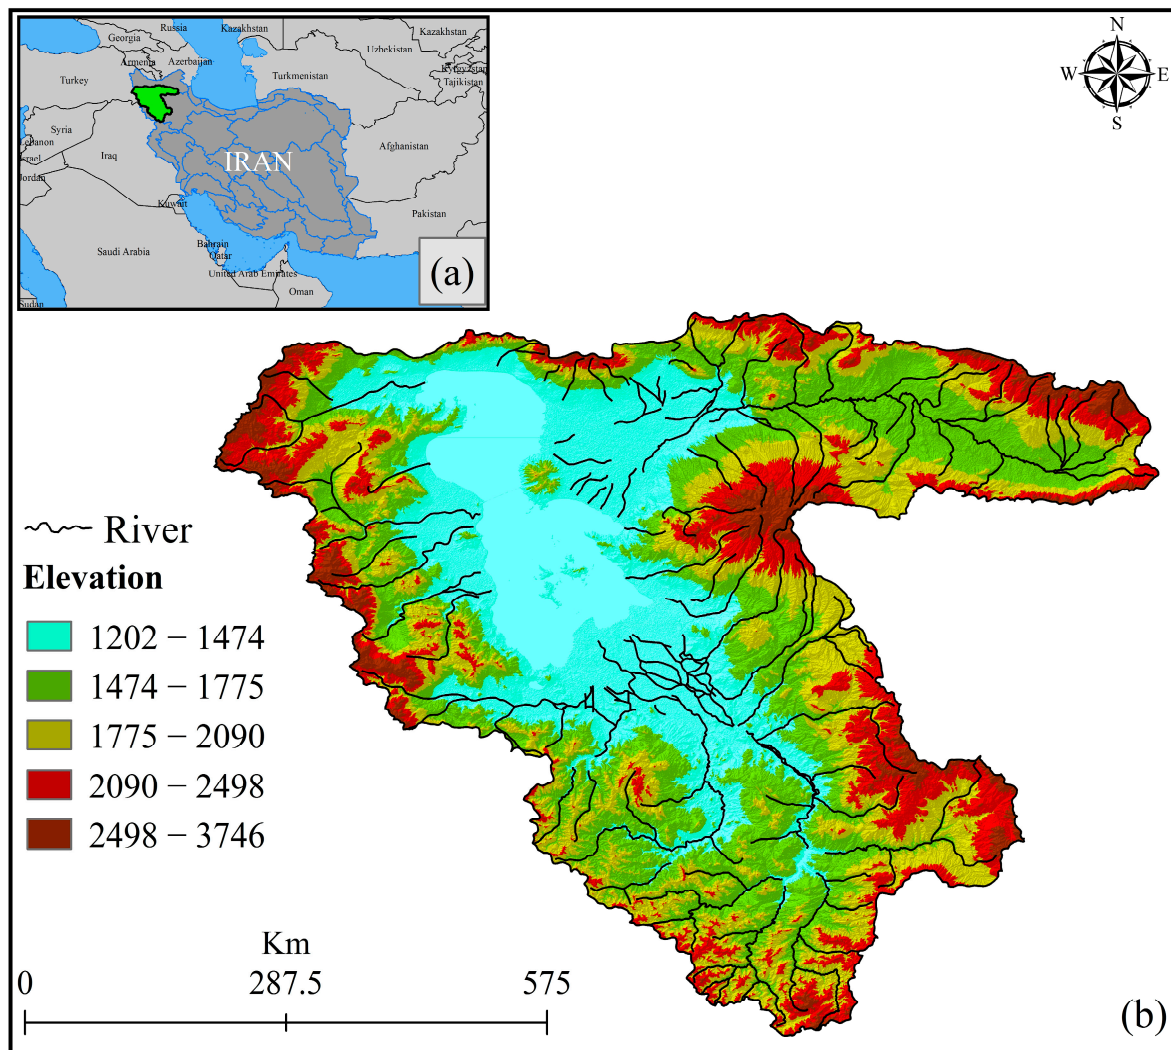 Russia
Kazakhstan
Kazakhstan
Georgia
Uzbekistan
Armenia
Azerbaijan
Kyrgyzstan
Turkey
Turkmenistan
Tajikistan
Syria
Lebanon
Israel
Iraq
Afghanistan
IRAN
Jordan
Kuwait
Pakistan
Bahrain
Saudi Arabia
Qatar
United Arab Emirates
Oman
Sudan
(a)
N
W
E
S
River
Elevation
1202 – 1474
1474 – 1775
1775 – 2090
2090 – 2498
2498 – 3746
Km
0
287.5
575
(b)